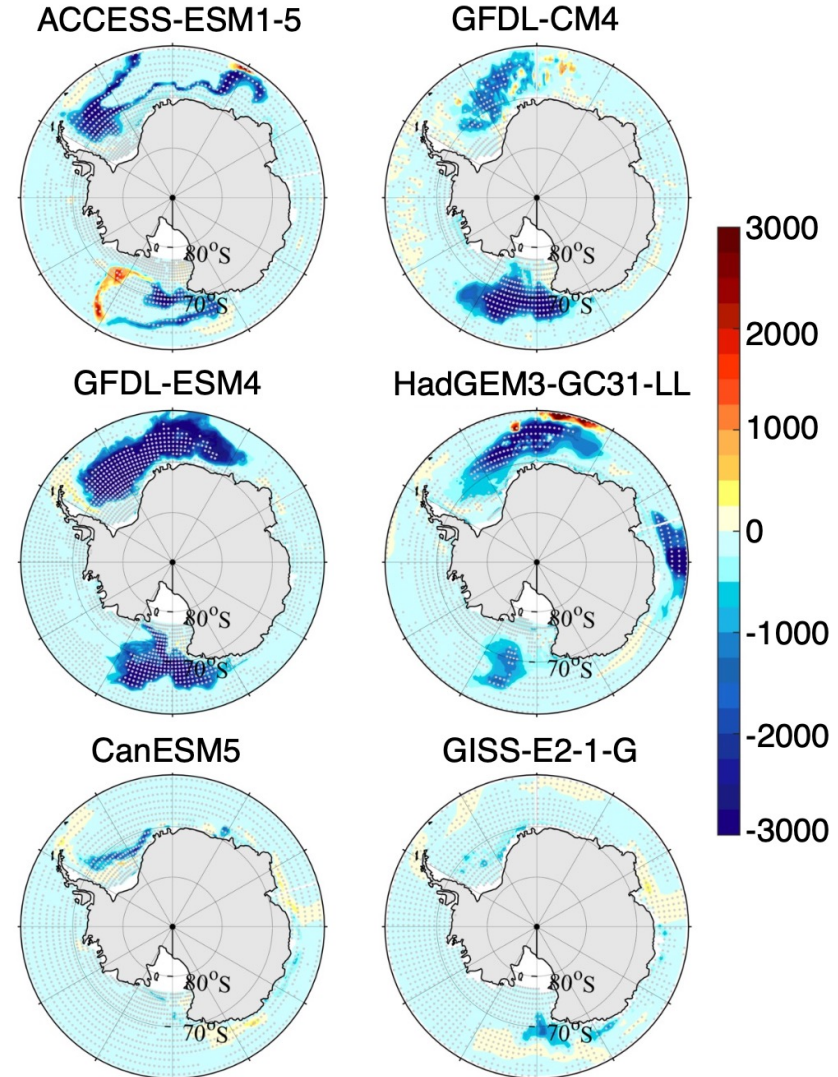 ACCESS-ESM1-5 GFDL-CM4
80°S 80°S
70°S 70°S
GFDL-ESM4 HadGEM3-GC31-LL
80°S 80°S
70°S 70°S
CanESM5 GISS-E2-1-G
80°S 80°S
70°S 70°S
3000
2000
1000
0
-1000
-2000
-3000